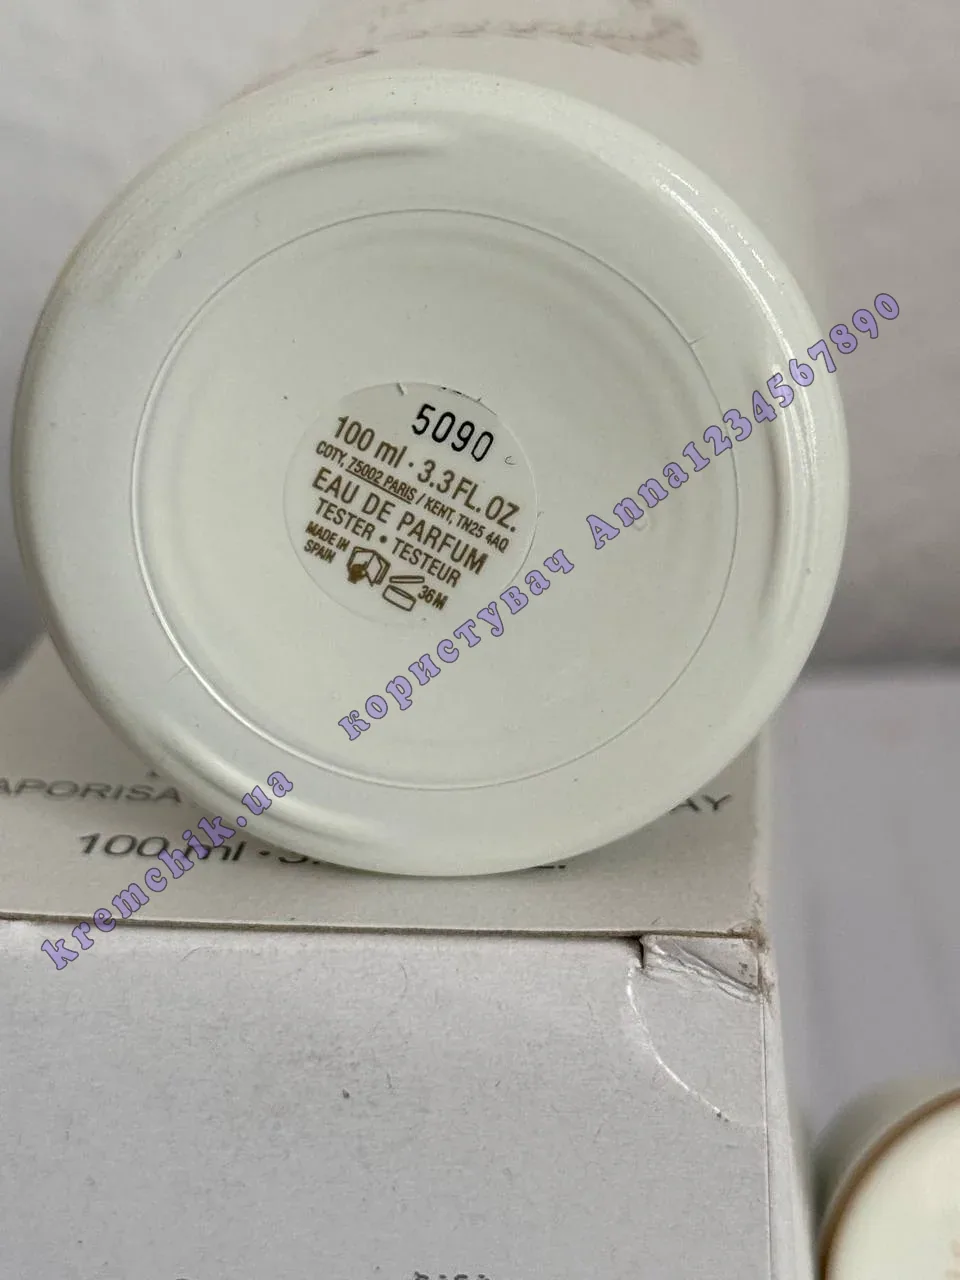 5090
100 ml · 3.3 FL. OZ.
COTY, 75002 PARIS / KENT, TN25 4AQ
EAU DE PARFUM
TESTER • TESTEUR
MADE IN
SPAIN
36M
користувач Anna1234567890
kremchik.ua
100 ml